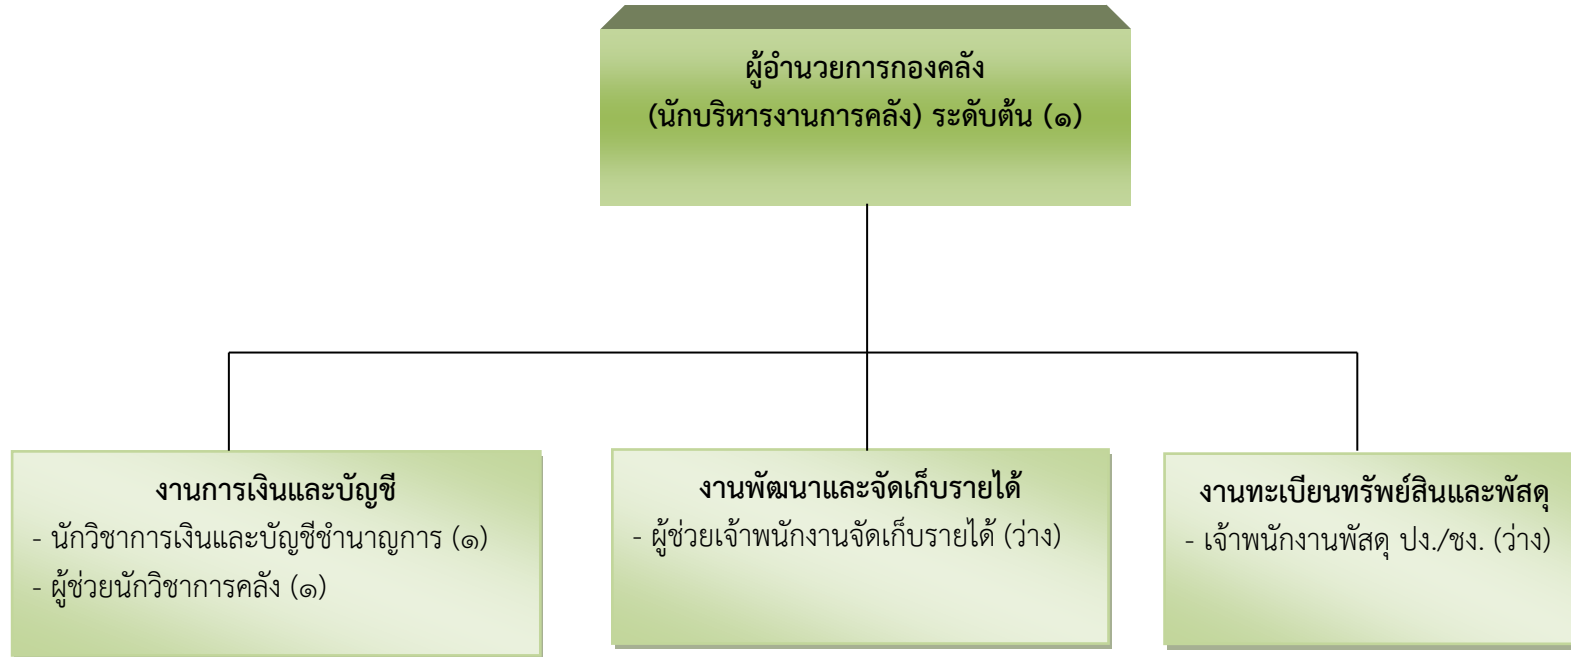 ผู้อำนวยการกองคลัง
(นักบริหารงานการคลัง) ระดับต้น (๑)
งานการเงินและบัญชี
- นักวิชาการเงินและบัญชีชำนาญการ (๑)
- ผู้ช่วยนักวิชาการคลัง (๑)
งานพัฒนาและจัดเก็บรายได้
- ผู้ช่วยเจ้าพนักงานจัดเก็บรายได้ (ว่าง)
งานทะเบียนทรัพย์สินและพัสดุ
- เจ้าพนักงานพัสดุ ปง./ชง. (ว่าง)